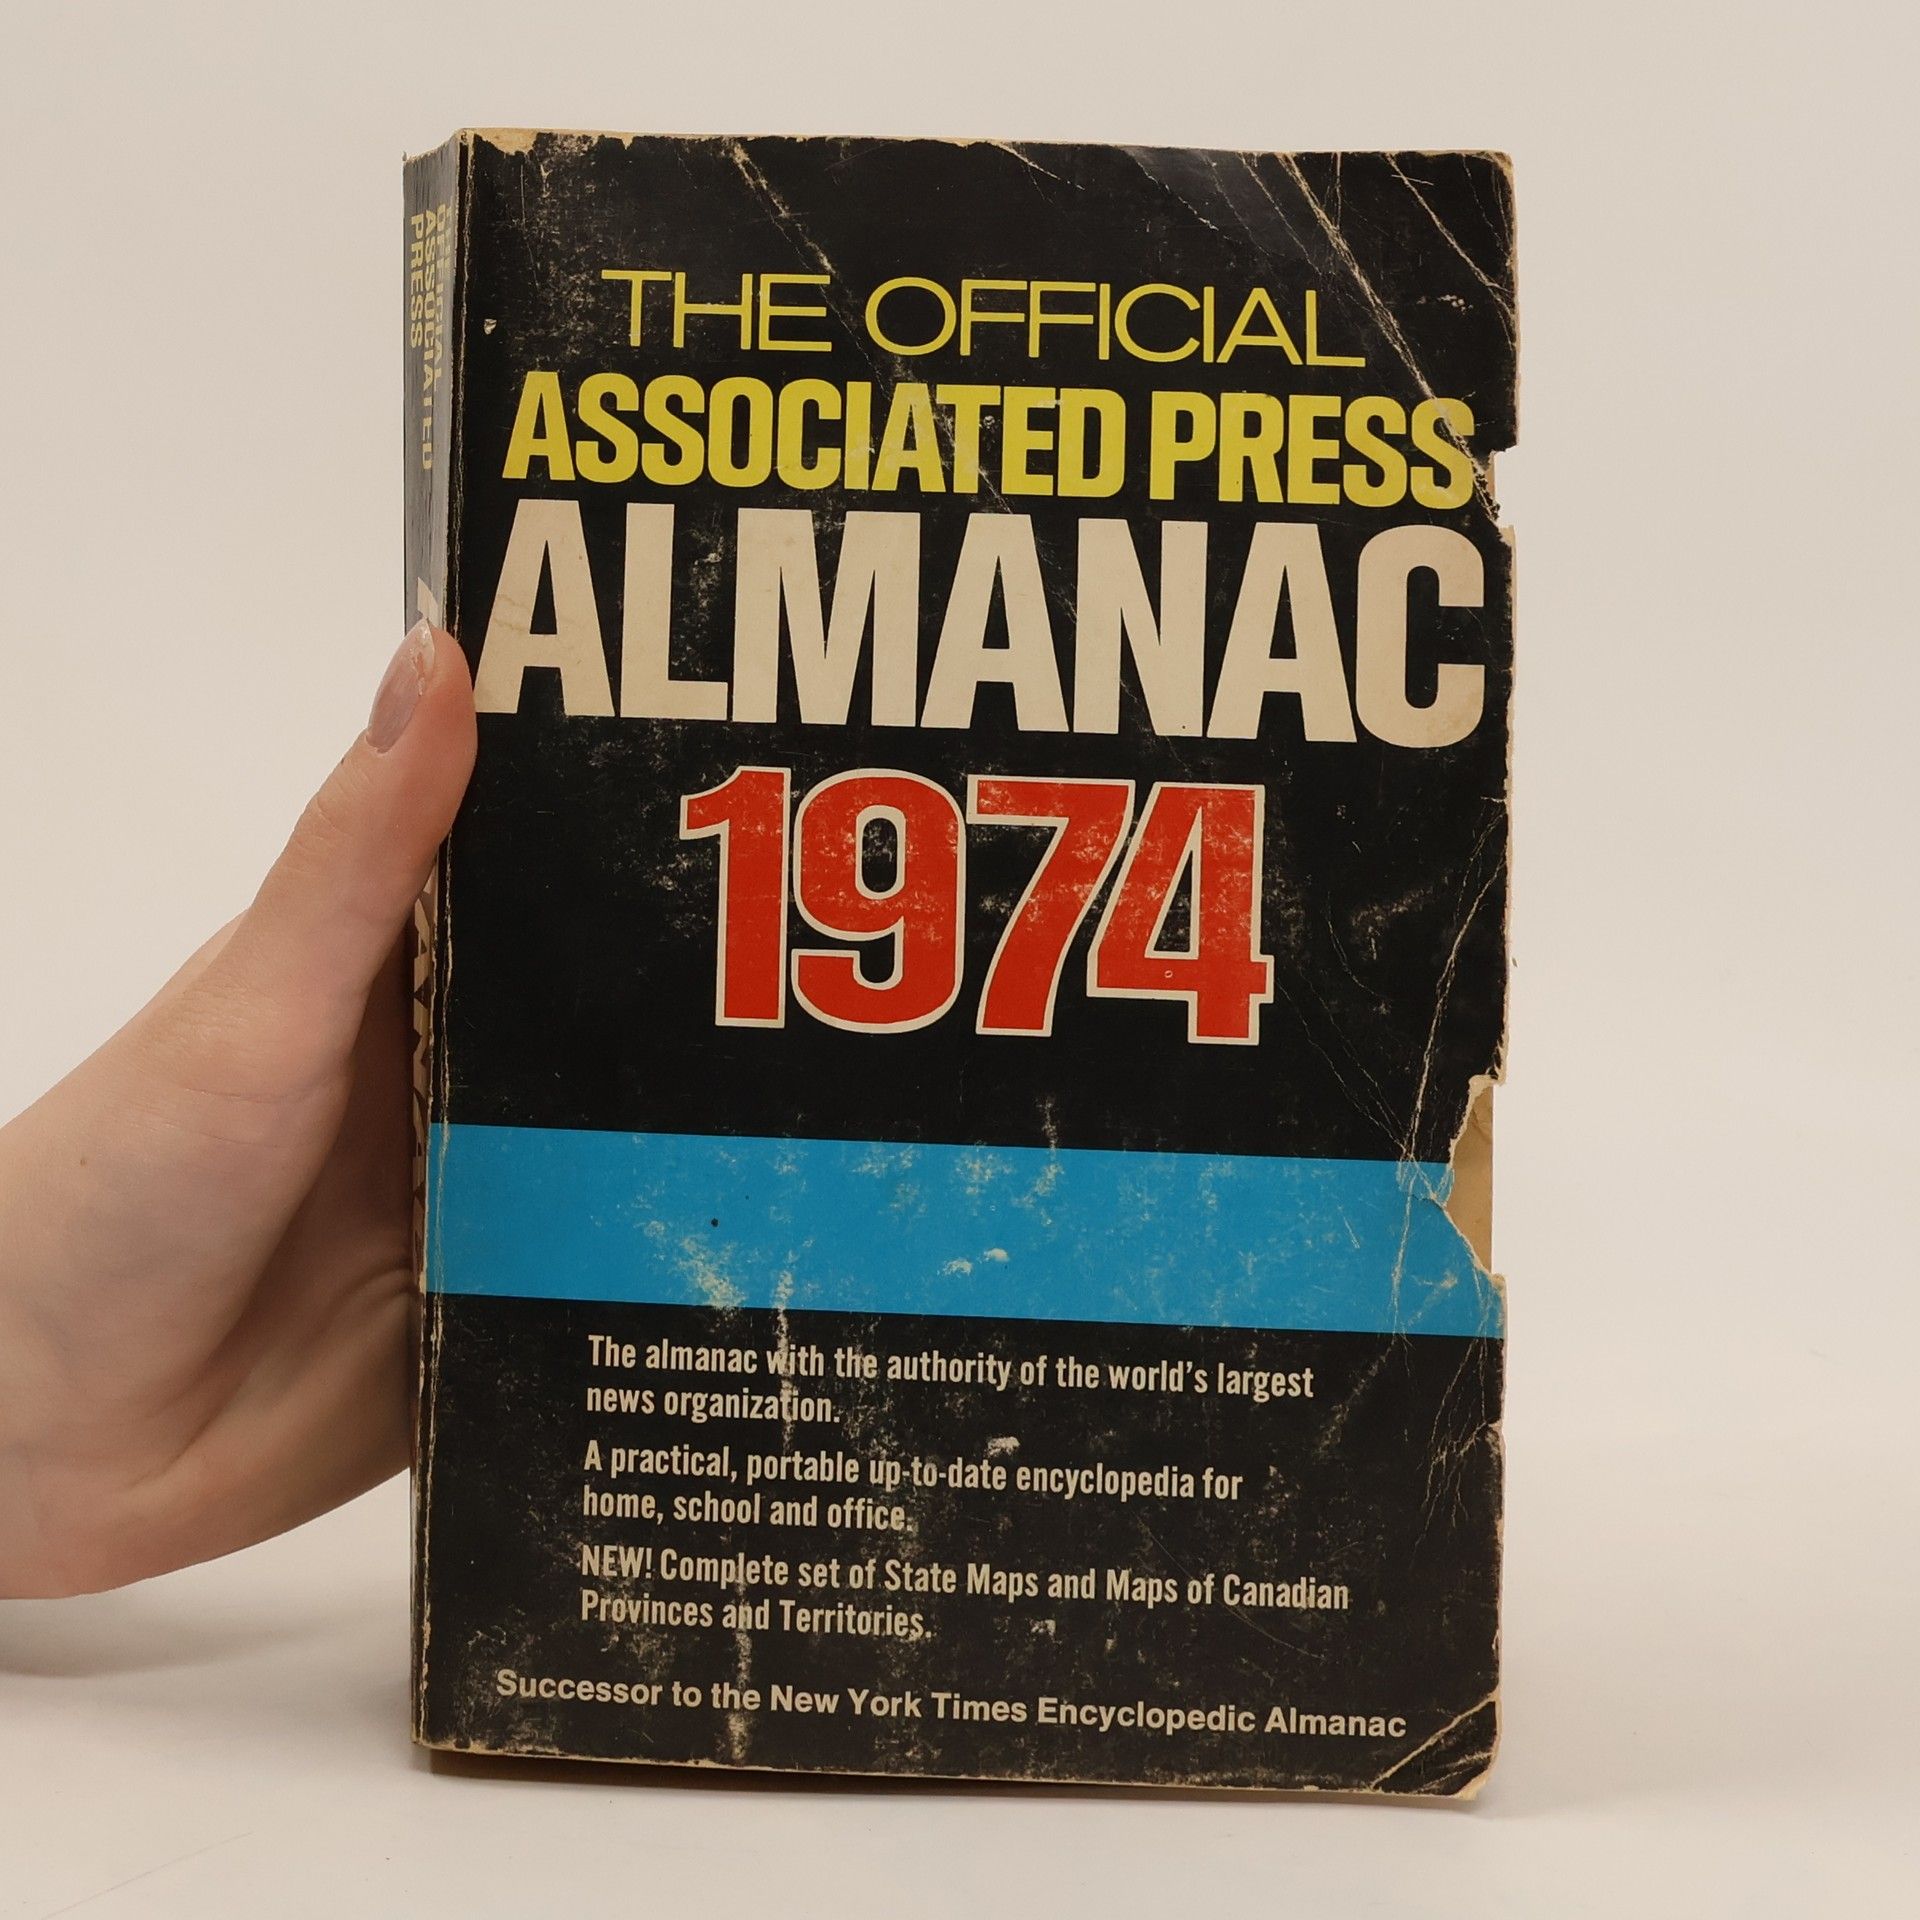 THE OFFICIAL
ASSOCIATED PRESS
ALMANAC
1974
The almanac with the authority of the world's largest
news organization.
A practical, portable up-to-date encyclopedia for
home, school and office.
NEW! Complete set of State Maps and Maps of Canadian
Provinces and Territories.
Successor to the New York Times Encyclopedic Almanac
THE
OFFICIAL
ASSOCIATED
PRESS